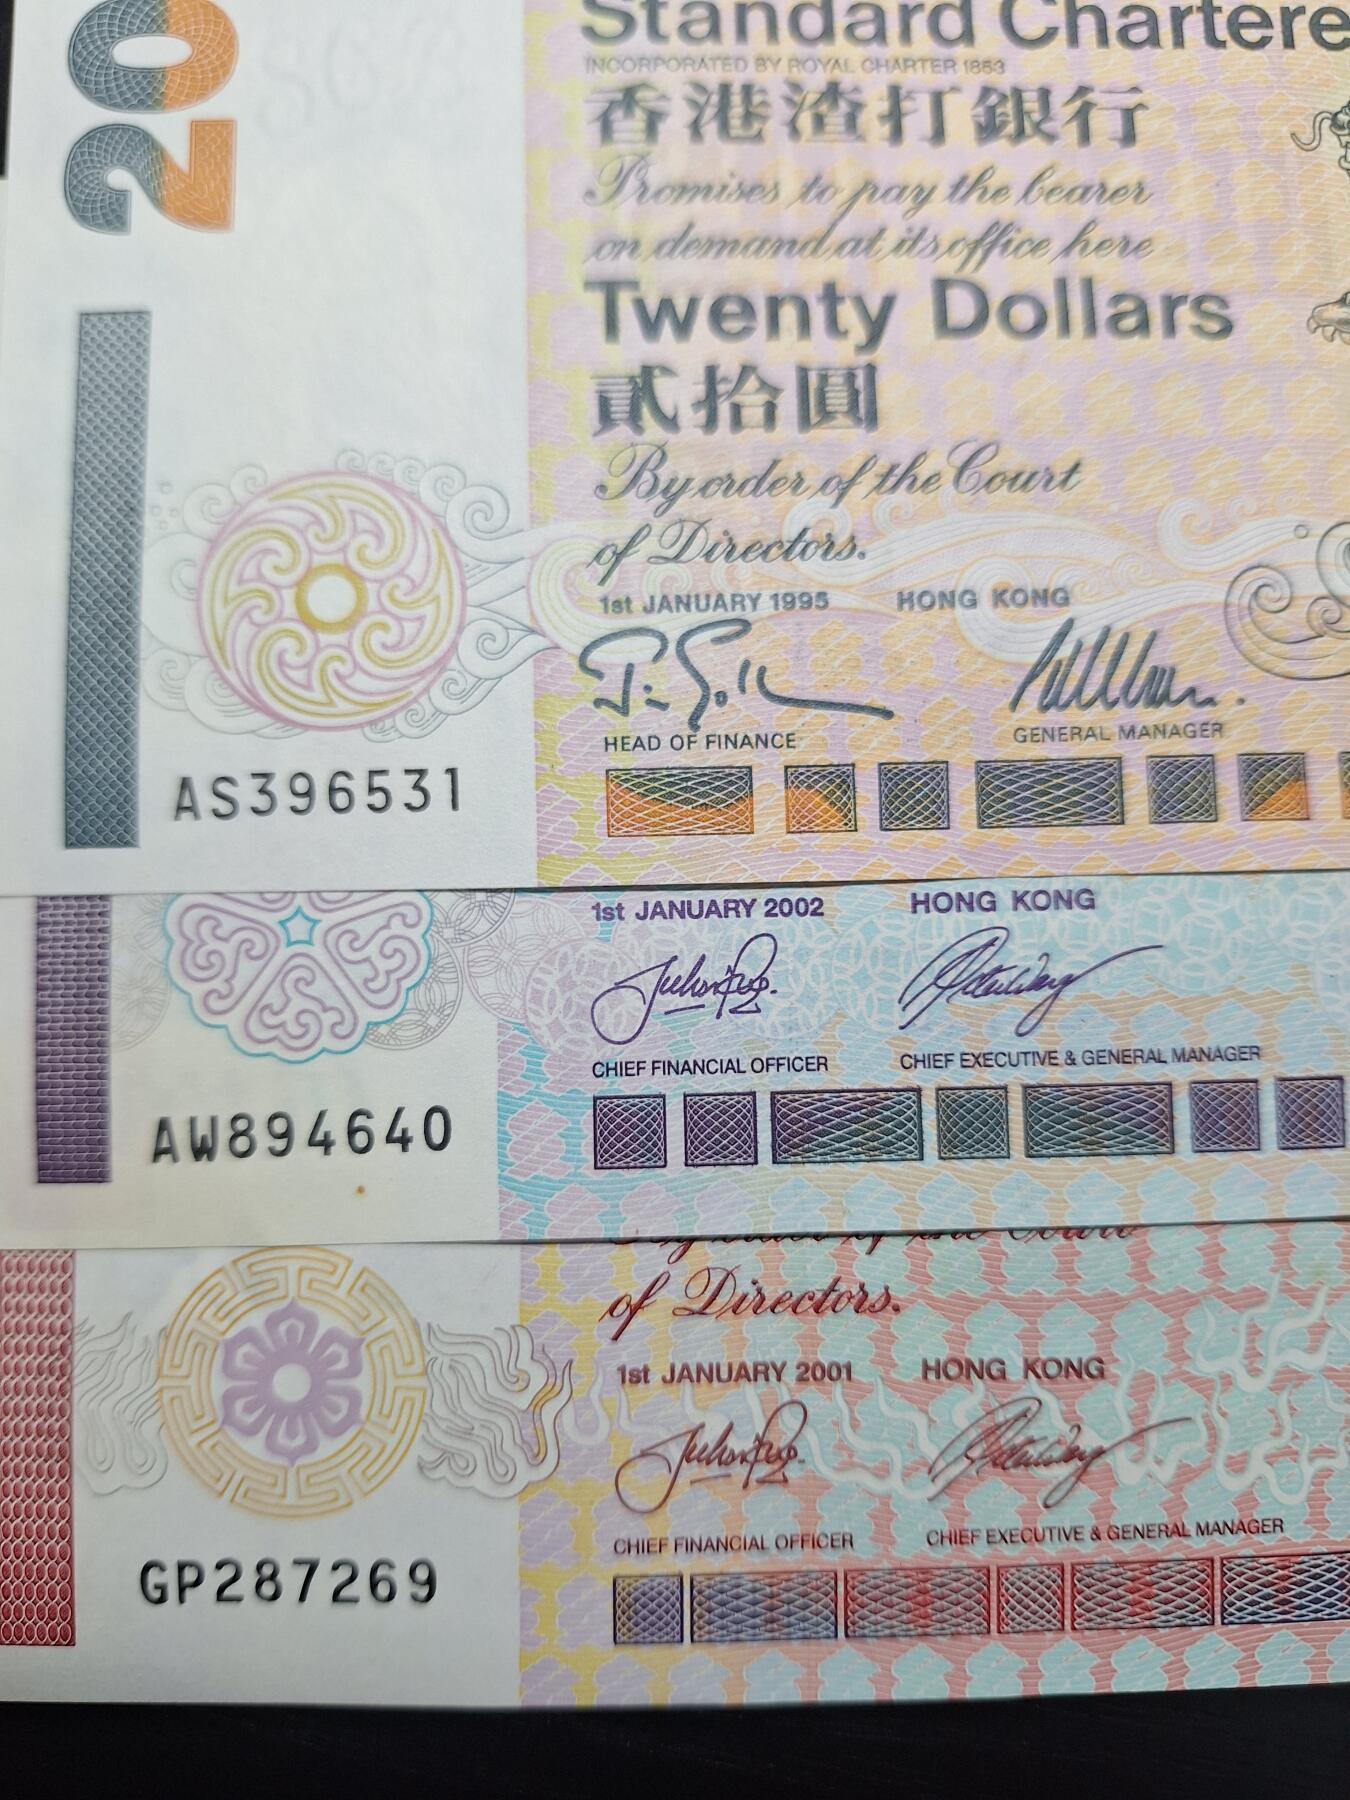 20
Standard Chartere
INCORPORATED BY ROYAL CHARTER 1853
香港渣打銀行
Promises to pay the bearer
on demand at its office here
Twenty Dollars
貳拾圓
By order of the Court
of Directors.
1st JANUARY 1995 HONG KONG
HEAD OF FINANCE GENERAL MANAGER
AS396531
1st JANUARY 2002 HONG KONG
CHIEF FINANCIAL OFFICER CHIEF EXECUTIVE & GENERAL MANAGER
AW894640
of Directors.
1st JANUARY 2001 HONG KONG
CHIEF FINANCIAL OFFICER CHIEF EXECUTIVE & GENERAL MANAGER
GP287269